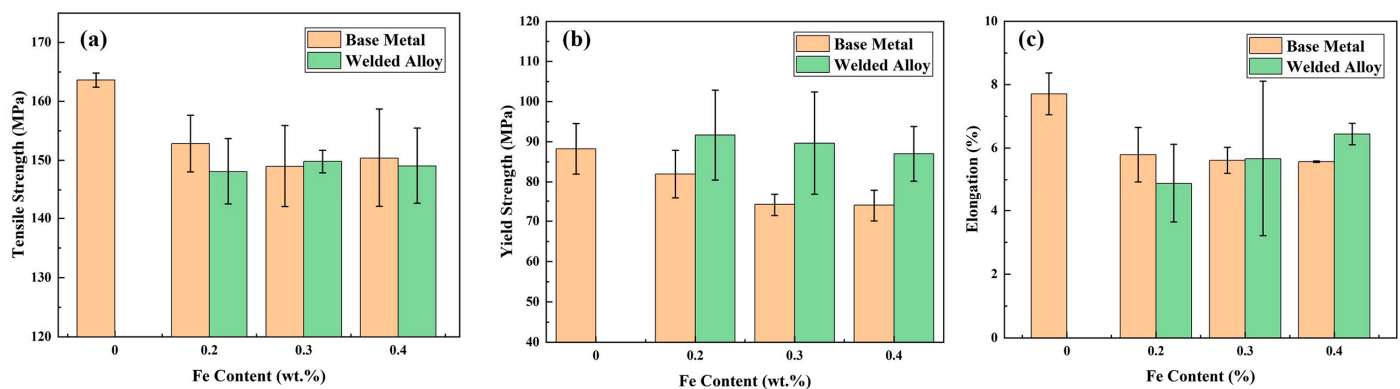 (a)
Base Metal
Welded Alloy
Tensile Strength (MPa)
170
160
150
140
130
120
0
0.2
0.3
0.4
Fe Content (wt.%)
(b)
Base Metal
Welded Alloy
Yield Strength (MPa)
120
110
100
90
80
70
60
50
40
0
0.2
0.3
0.4
Fe Content (wt.%)
(c)
Base Metal
Welded Alloy
Elongation (%)
10
8
6
4
2
0
0
0.2
0.3
0.4
Fe Content (%)